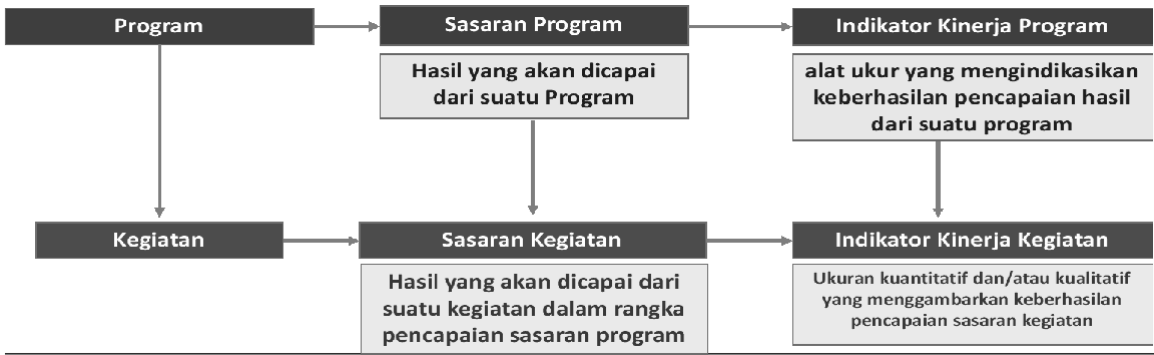 Program
Sasaran Program
Indikator Kinerja Program
Hasil yang akan dicapai
dari suatu Program
alat ukur yang mengindikasikan
keberhasilan pencapaian hasil
dari suatu program
Kegiatan
Sasaran Kegiatan
Indikator Kinerja Kegiatan
Hasil yang akan dicapai dari
suatu kegiatan dalam rangka
pencapaian sasaran program
Ukuran kuantitatif dan/atau kualitatif
yang menggambarkan keberhasilan
pencapaian sasaran kegiatan